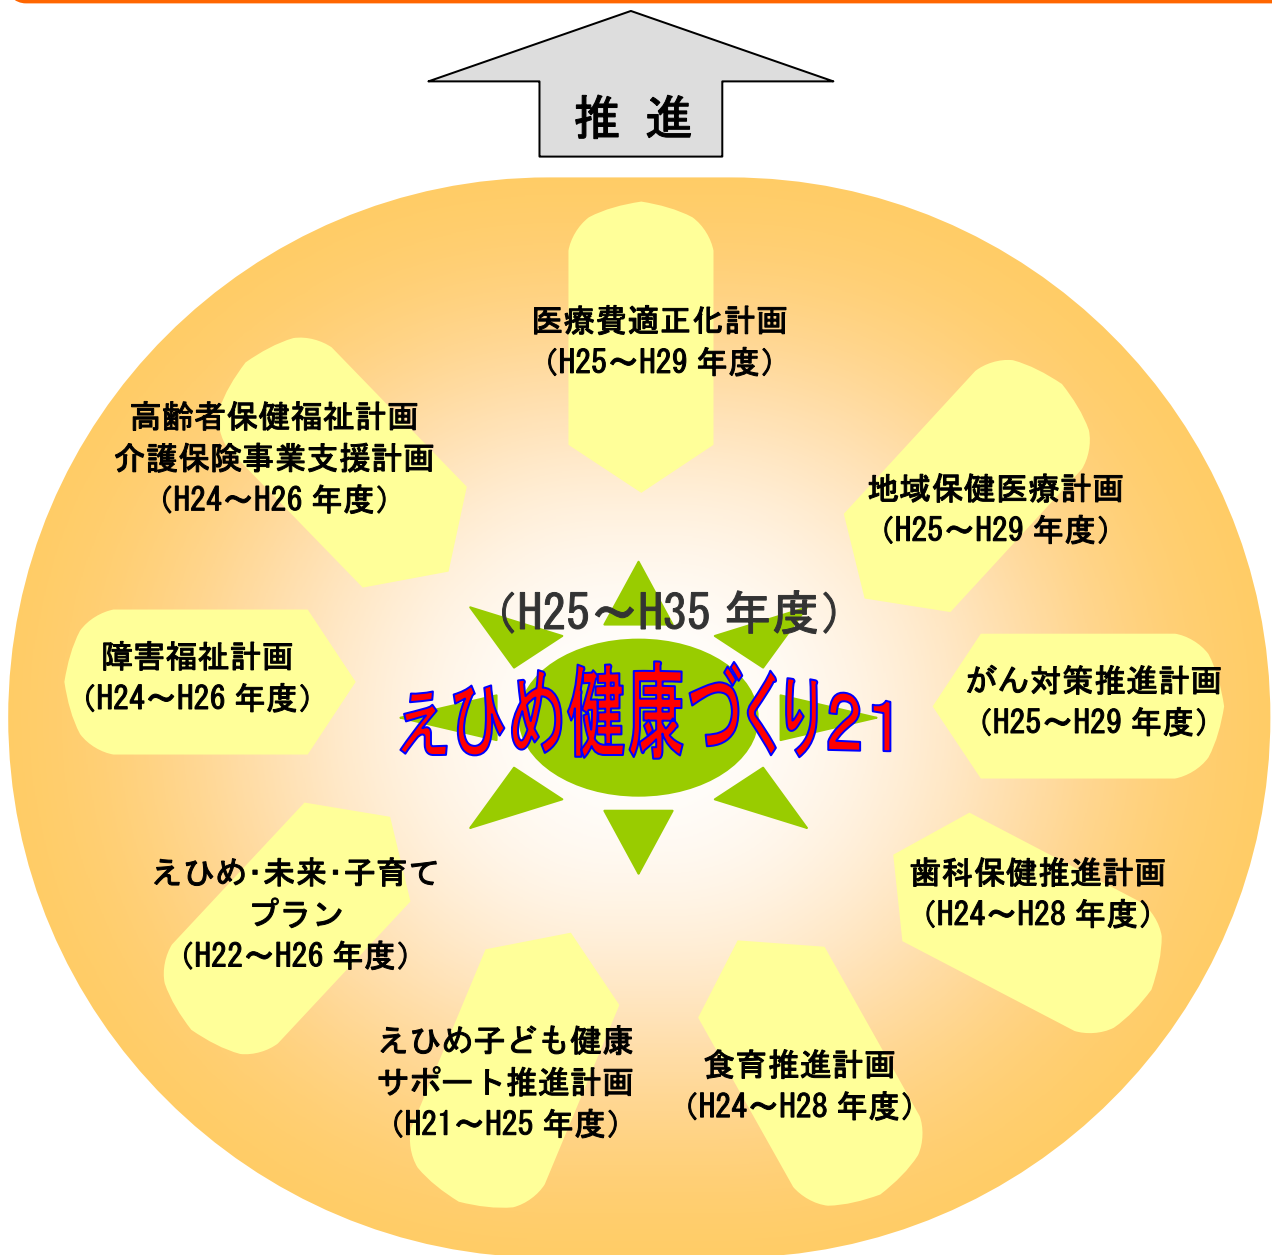 推 進
医療費適正化計画
(H25～H29 年度)
高齢者保健福祉計画
介護保険事業支援計画
(H24～H26 年度)
地域保健医療計画
(H25～H29 年度)
(H25～H35 年度)
えひめ健康づくり21
障害福祉計画
(H24～H26 年度)
がん対策推進計画
(H25～H29 年度)
えひめ・未来・子育て
プラン
(H22～H26 年度)
歯科保健推進計画
(H24～H28 年度)
えひめ子ども健康
サポート推進計画
(H21～H25 年度)
食育推進計画
(H24～H28 年度)